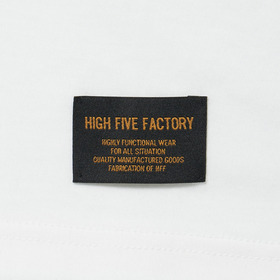 HIGH FIVE FACTORY
HIGHLY FUNCTIONAL WEAR
FOR ALL SITUATION
QUALITY MANUFACTURED GOODS
FABRICATION OF HFF